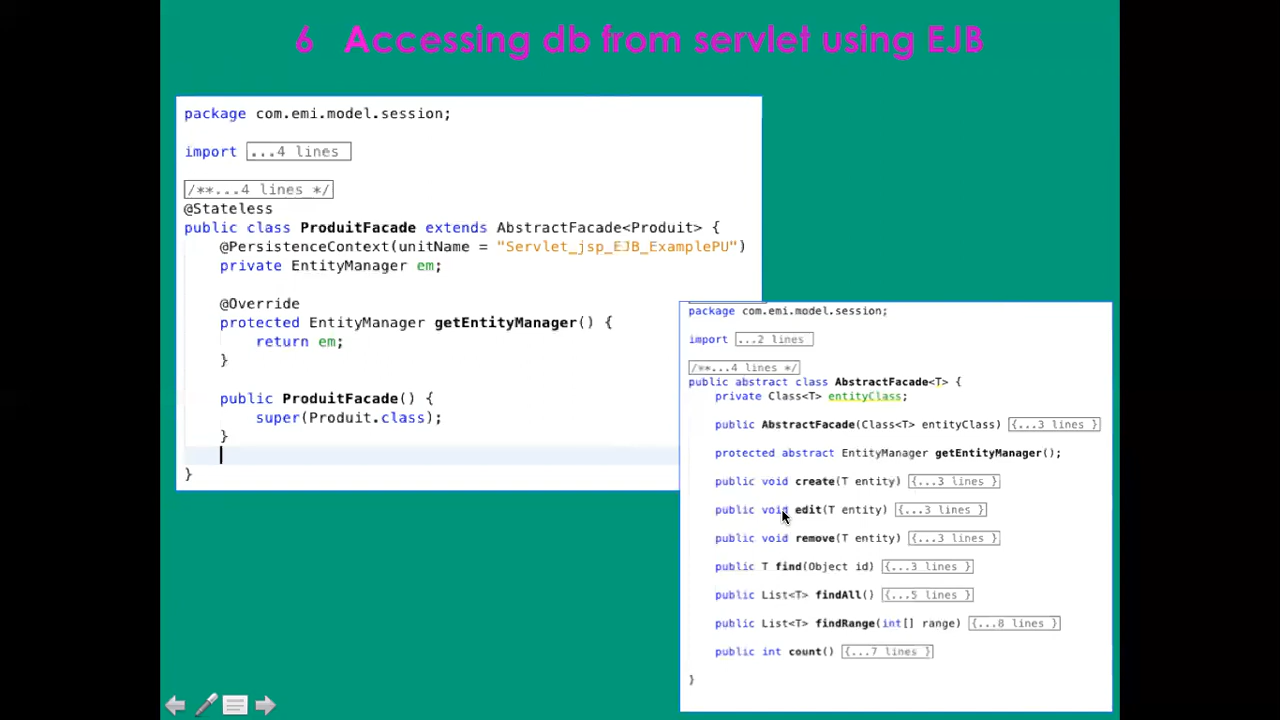 6 Accessing db from servlet using EJB
package com.emi.model.session;
import ...4 lines
/**...4 lines */
@Stateless
public class ProduitFacade extends AbstractFacade<Produit> {
@PersistenceContext(unitName = "Servlet_jsp_EJB_ExamplePU")
private EntityManager em;
@Override
protected EntityManager getEntityManager() {
return em;
}
public ProduitFacade() {
super(Produit.class);
}
}
package com.emi.model.session;
import ...2 lines
/**...4 lines */
public abstract class AbstractFacade<T> {
private Class<T> entityClass;
public AbstractFacade(Class<T> entityClass) {...3 lines }
protected abstract EntityManager getEntityManager();
public void create(T entity) {...3 lines }
public void edit(T entity) {...3 lines }
public void remove(T entity) {...3 lines }
public T find(Object id) {...3 lines }
public List<T> findAll() {...5 lines }
public List<T> findRange(int[] range) {...8 lines }
public int count() {...7 lines }
}